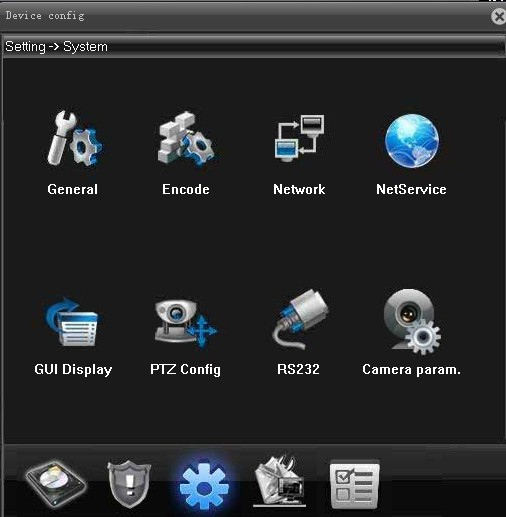 Device config
Setting -> System
General
Encode
Network
NetService
GUI Display
PTZ Config
RS232
Camera param.